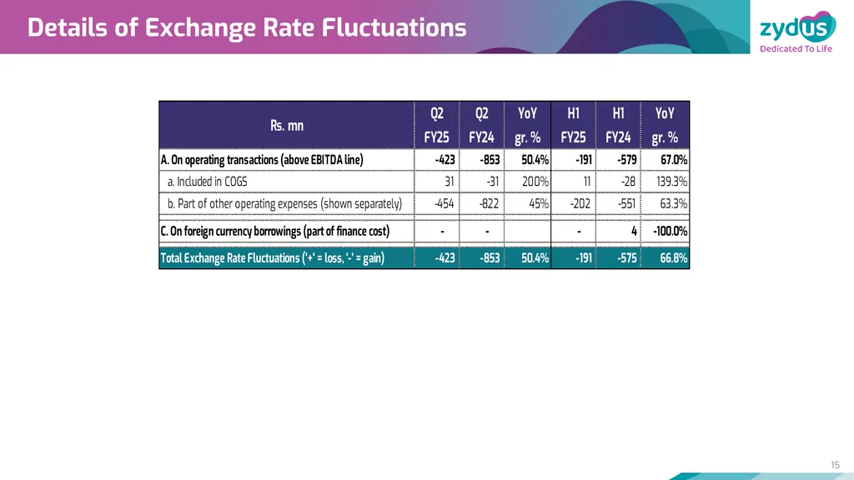 Details of Exchange Rate Fluctuations
zydus
Dedicated To Life
Rs. mn Q2 FY25 Q2 FY24 YoY gr. % H1 FY25 H1 FY24 YoY gr. %
A. On operating transactions (above EBITDA line) -423 -853 50.4% -191 -579 67.0%
a. Included in COGS 31 -31 200% 11 -28 139.3%
b. Part of other operating expenses (shown separately) -454 -822 45% -202 -551 63.3%
C. On foreign currency borrowings (part of finance cost) - - - 4 -100.0%
Total Exchange Rate Fluctuations ('+' = loss, '-' = gain) -423 -853 50.4% -191 -575 66.8%
15